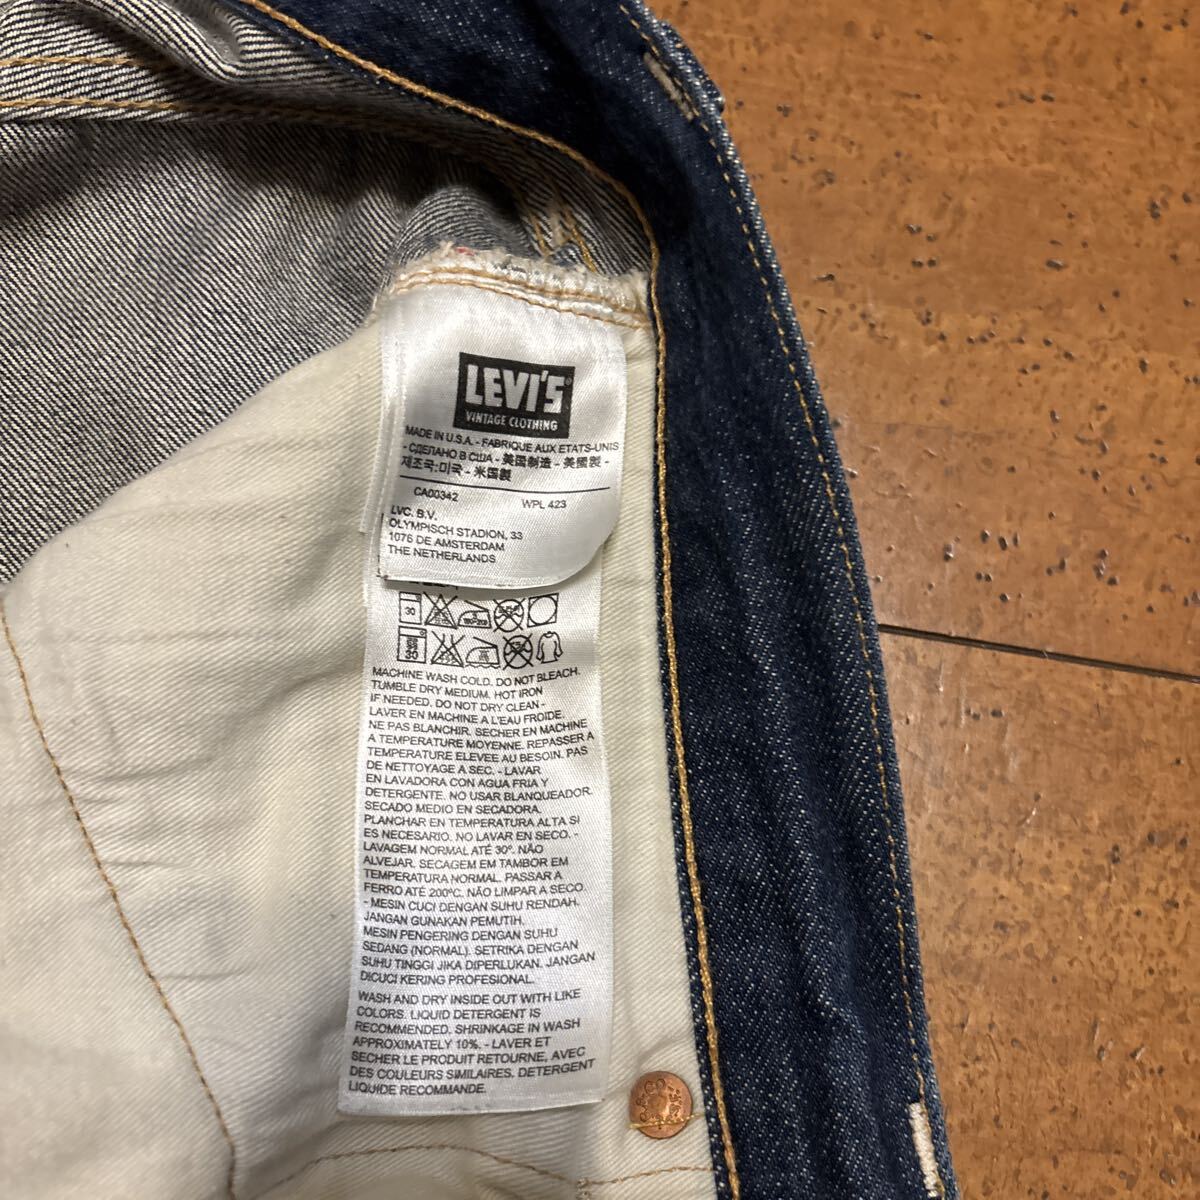 LEVI'S®
VINTAGE CLOTHING
MADE IN U.S.A. - FABRIQUE AUX ETATS-UNIS
- СДЕЛАНО В США - 美国制造 - 美國製 -
제조국:미국 - 米国製
CA00342 WPL 423
LVC. B.V.
OLYMPISCH STADION, 33
1076 DE AMSTERDAM
THE NETHERLANDS
30
30
MACHINE WASH COLD. DO NOT BLEACH.
TUMBLE DRY MEDIUM. HOT IRON
IF NEEDED. DO NOT DRY CLEAN -
LAVER EN MACHINE A L'EAU FROIDE.
NE PAS BLANCHIR. SECHER EN MACHINE
A TEMPERATURE MOYENNE. REPASSER A
TEMPERATURE ELEVEE AU BESOIN. PAS
DE NETTOYAGE A SEC. - LAVAR
EN LAVADORA CON AGUA FRIA Y
DETERGENTE. NO USAR BLANQUEADOR.
SECADO MEDIO EN SECADORA.
PLANCHAR EN TEMPERATURA ALTA SI
ES NECESARIO. NO LAVAR EN SECO. -
LAVAGEM NORMAL ATÉ 30º. NÃO
ALVEJAR. SECAGEM EM TAMBOR EM
TEMPERATURA NORMAL. PASSAR A
FERRO ATÉ 200ºC. NÃO LIMPAR A SECO.
- MESIN CUCI DENGAN SUHU RENDAH.
JANGAN GUNAKAN PEMUTIH.
MESIN PENGERING DENGAN SUHU
SEDANG (NORMAL). SETRIKA DENGAN
SUHU TINGGI JIKA DIPERLUKAN. JANGAN
DICUCI KERING PROFESIONAL.
WASH AND DRY INSIDE OUT WITH LIKE
COLORS. LIQUID DETERGENT IS
RECOMMENDED. SHRINKAGE IN WASH
APPROXIMATELY 10%. - LAVER ET
SECHER LE PRODUIT RETOURNE, AVEC
DES COULEURS SIMILAIRES. DETERGENT
LIQUIDE RECOMMANDE.